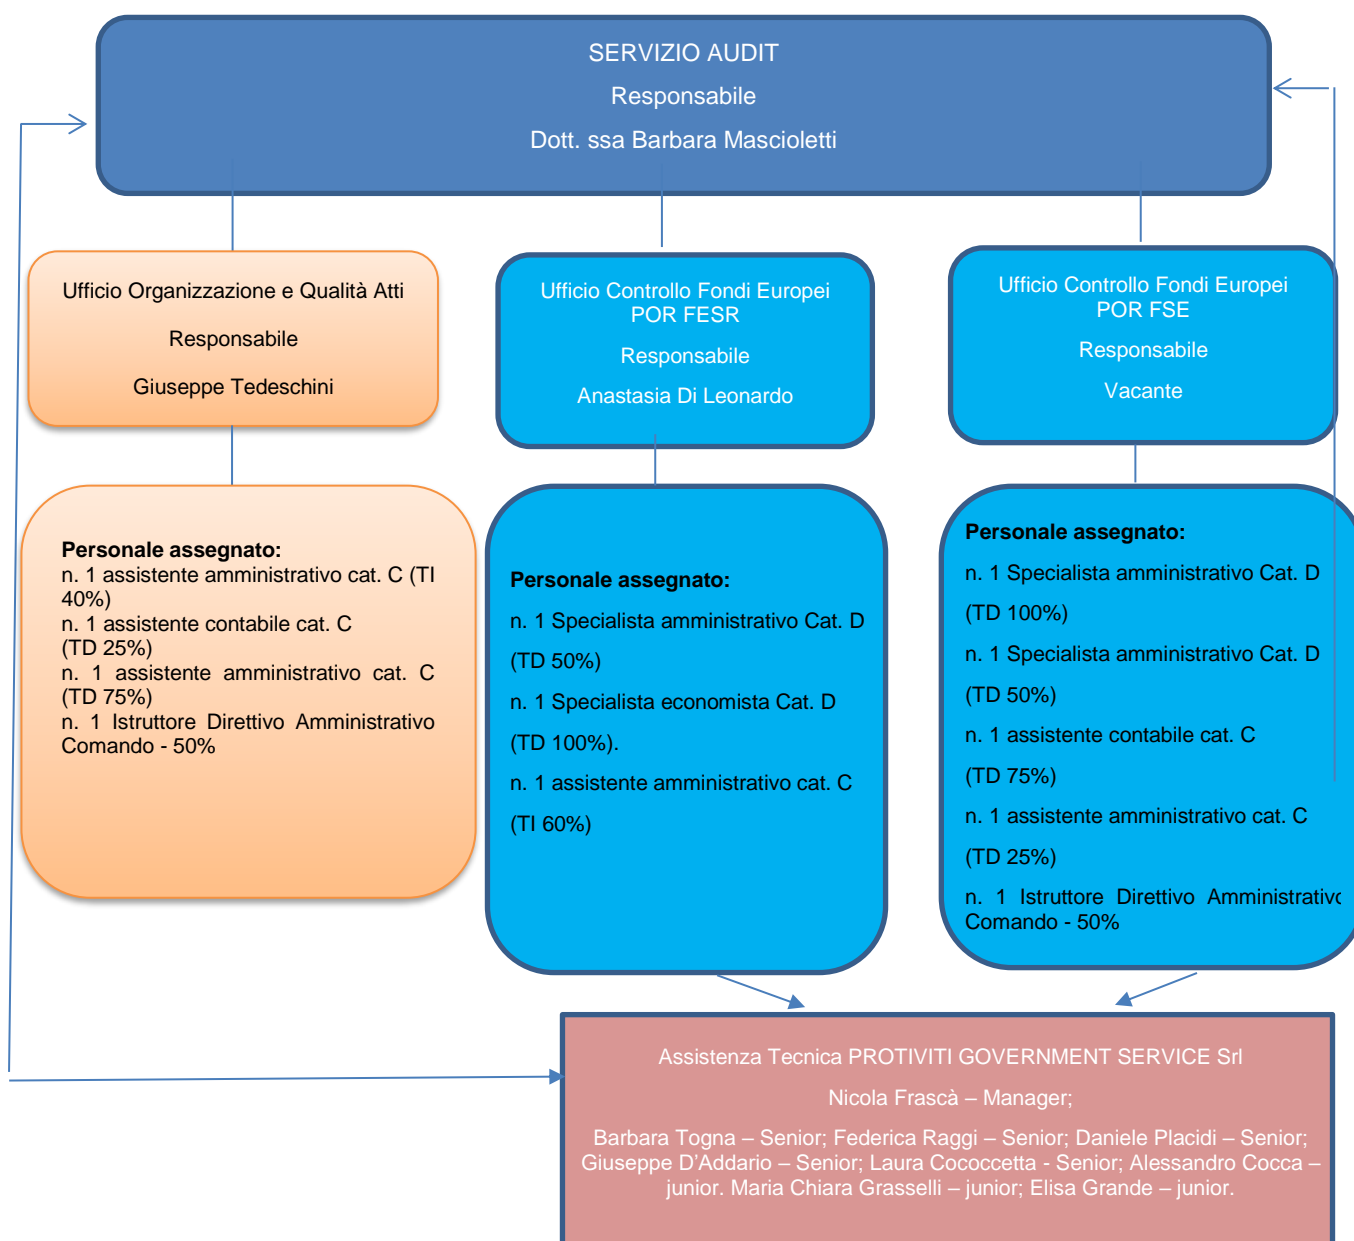 SERVIZIO AUDIT
Responsabile
Dott. ssa Barbara Mascioletti
Ufficio Organizzazione e Qualità Atti
Responsabile
Giuseppe Tedeschini
Ufficio Controllo Fondi Europei
POR FESR
Responsabile
Anastasia Di Leonardo
Ufficio Controllo Fondi Europei
POR FSE
Responsabile
Vacante
Personale assegnato:
n. 1 assistente amministrativo cat. C (TI
40%)
n. 1 assistente contabile cat. C
(TD 25%)
n. 1 assistente amministrativo cat. C
(TD 75%)
n. 1 Istruttore Direttivo Amministrativo
Comando - 50%
Personale assegnato:
n. 1 Specialista amministrativo Cat. D
(TD 50%)
n. 1 Specialista economista Cat. D
(TD 100%).
n. 1 assistente amministrativo cat. C
(TI 60%)
Personale assegnato:
n. 1 Specialista amministrativo Cat. D
(TD 100%)
n. 1 Specialista amministrativo Cat. D
(TD 50%)
n. 1 assistente contabile cat. C
(TD 75%)
n. 1 assistente amministrativo cat. C
(TD 25%)
n. 1 Istruttore Direttivo Amministrativo
Comando - 50%
Assistenza Tecnica PROTIVITI GOVERNMENT SERVICE Srl
Nicola Frascà – Manager;
Barbara Togna – Senior; Federica Raggi – Senior; Daniele Placidi – Senior;
Giuseppe D'Addario – Senior; Laura Cococcetta - Senior; Alessandro Cocca –
junior. Maria Chiara Grasselli – junior; Elisa Grande – junior.